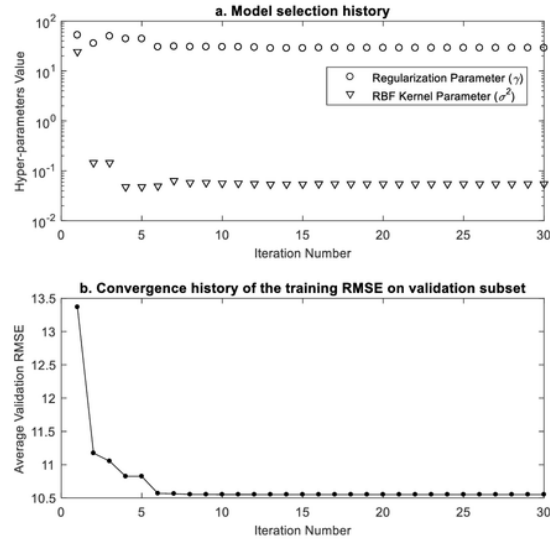 a. Model selection history
Hyper-parameters Value
10^2
10^1
10^0
10^-1
10^-2
Regularization Parameter (γ)
RBF Kernel Parameter (σ^2)
0 5 10 15 20 25 30
Iteration Number
b. Convergence history of the training RMSE on validation subset
Average Validation RMSE
13.5
13
12.5
12
11.5
11
10.5
0 5 10 15 20 25 30
Iteration Number